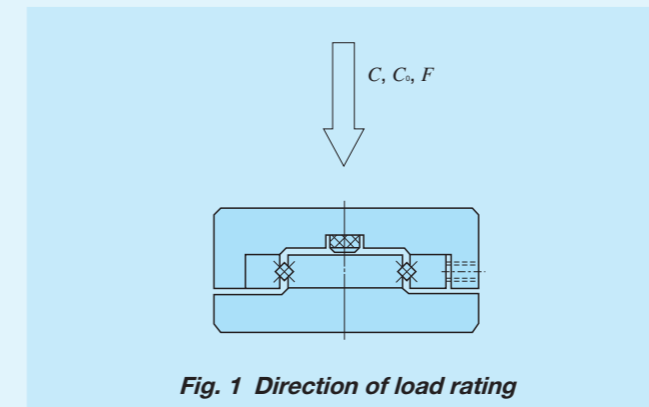 C, C₀, F
Fig. 1 Direction of load rating